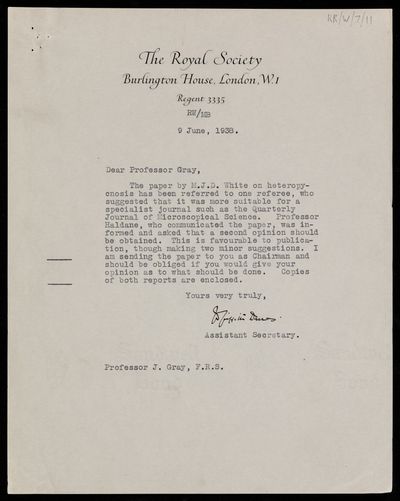 RR/W/7/11
The Royal Society
Burlington House, London, W.1
Regent 3335
RW/MB
9 June, 1938.
Dear Professor Gray,
The paper by M.J.D. White on heteropy-
cnosis has been referred to one referee, who
suggested that it was more suitable for a
specialist journal such as the Quarterly
Journal of Microscopical Science. Professor
Haldane, who communicated the paper, was in-
formed and asked that a second opinion should
be obtained. This is favourable to publica-
tion, though making two minor suggestions. I
am sending the paper to you as Chairman and
should be obliged if you would give your
opinion as to what should be done. Copies
of both reports are enclosed.
Yours very truly,
Assistant Secretary.
Professor J. Gray, F.R.S.